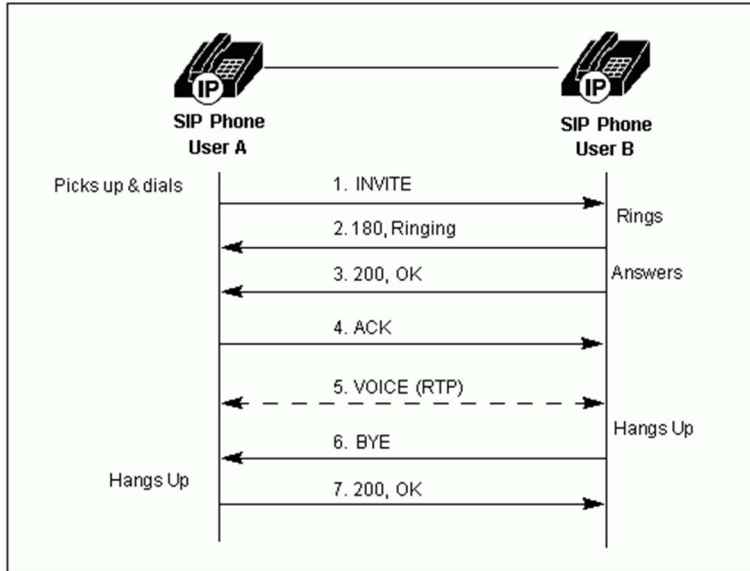 IP
IP
SIP Phone
User A
SIP Phone
User B
Picks up & dials
1. INVITE
Rings
2. 180, Ringing
3. 200, OK
Answers
4. ACK
5. VOICE (RTP)
Hangs Up
6. BYE
Hangs Up
7. 200, OK